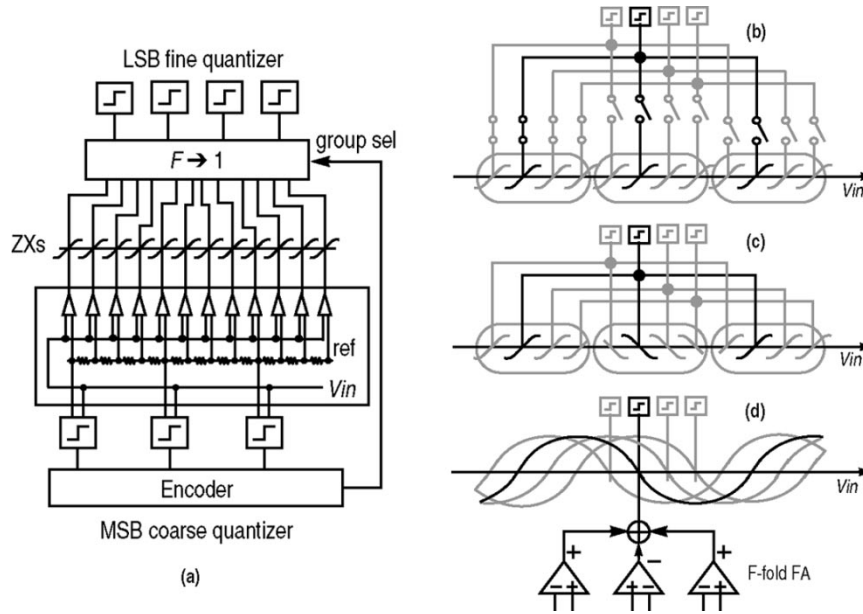 LSB fine quantizer
F → 1
group sel
ZXs
ref
Vin
Encoder
MSB coarse quantizer
(a)
(b)
Vin
(c)
Vin
(d)
Vin
+
−
+
F-fold FA
− +
+ −
− +